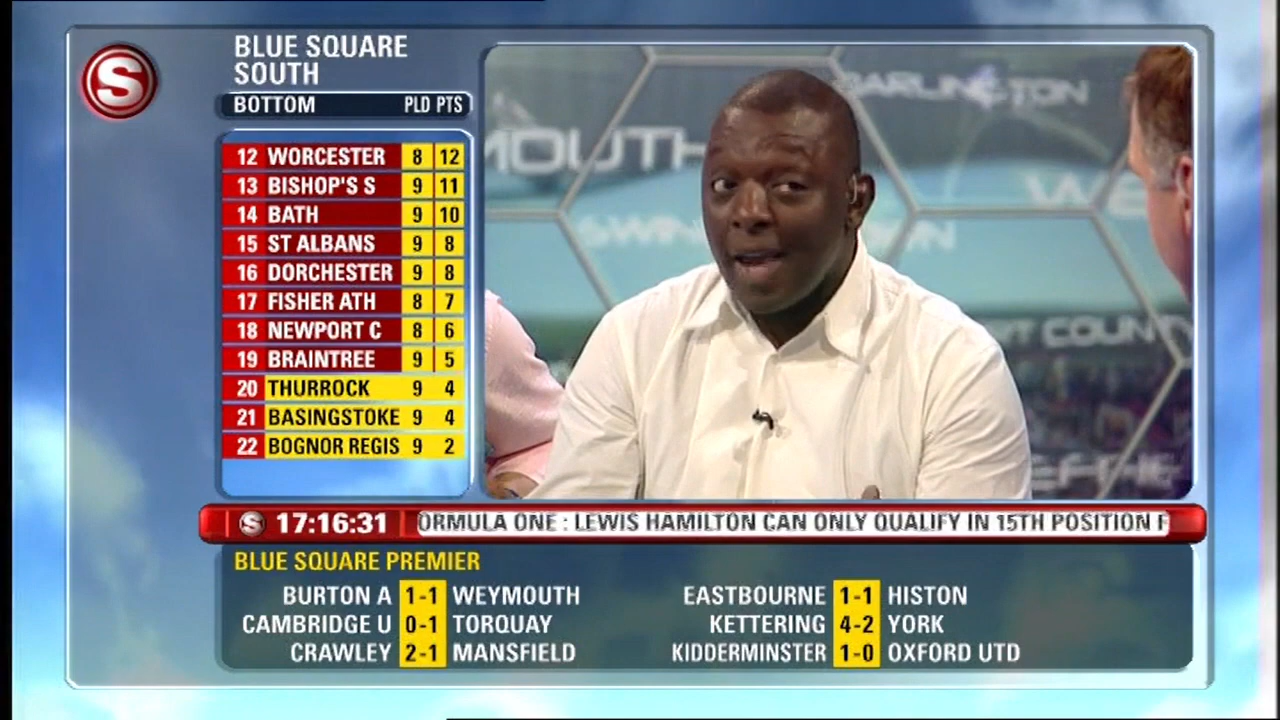 BLUE SQUARE
SOUTH
BOTTOM PLD PTS
12 WORCESTER 8 12
13 BISHOP'S S 9 11
14 BATH 9 10
15 ST ALBANS 9 8
16 DORCHESTER 9 8
17 FISHER ATH 8 7
18 NEWPORT C 8 6
19 BRAINTREE 9 5
20 THURROCK 9 4
21 BASINGSTOKE 9 4
22 BOGNOR REGIS 9 2
S
MOUTH
DARLINGTON
W
SWIN N
T COUNTY
S 17:16:31 ORMULA ONE : LEWIS HAMILTON CAN ONLY QUALIFY IN 15TH POSITION F
BLUE SQUARE PREMIER
BURTON A 1-1 WEYMOUTH EASTBOURNE 1-1 HISTON
CAMBRIDGE U 0-1 TORQUAY KETTERING 4-2 YORK
CRAWLEY 2-1 MANSFIELD KIDDERMINSTER 1-0 OXFORD UTD